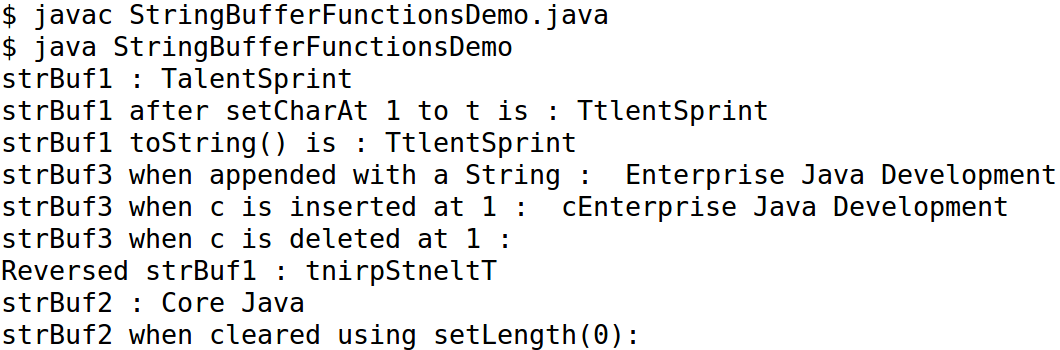 $ javac StringBufferFunctionsDemo.java
$ java StringBufferFunctionsDemo
strBuf1 : TalentSprint
strBuf1 after setCharAt 1 to t is : TtlentSprint
strBuf1 toString() is : TtlentSprint
strBuf3 when appended with a String :  Enterprise Java Development
strBuf3 when c is inserted at 1 :  cEnterprise Java Development
strBuf3 when c is deleted at 1 :
Reversed strBuf1 : tnirpStneltT
strBuf2 : Core Java
strBuf2 when cleared using setLength(0):